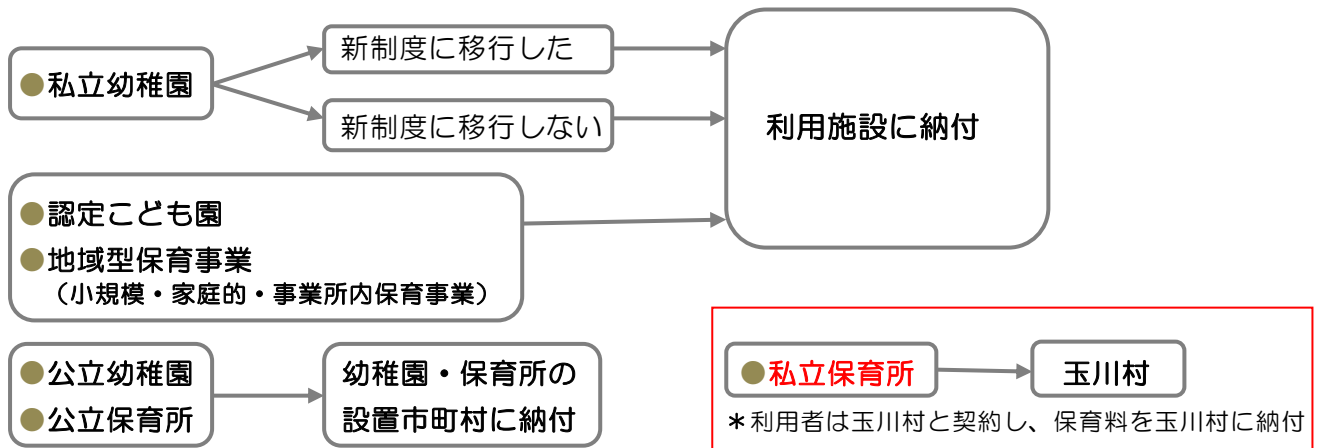 ●私立幼稚園
新制度に移行した
新制度に移行しない
利用施設に納付
●認定こども園
●地域型保育事業
（小規模・家庭的・事業所内保育事業）
●公立幼稚園
●公立保育所
幼稚園・保育所の
設置市町村に納付
●私立保育所
玉川村
＊利用者は玉川村と契約し、保育料を玉川村に納付